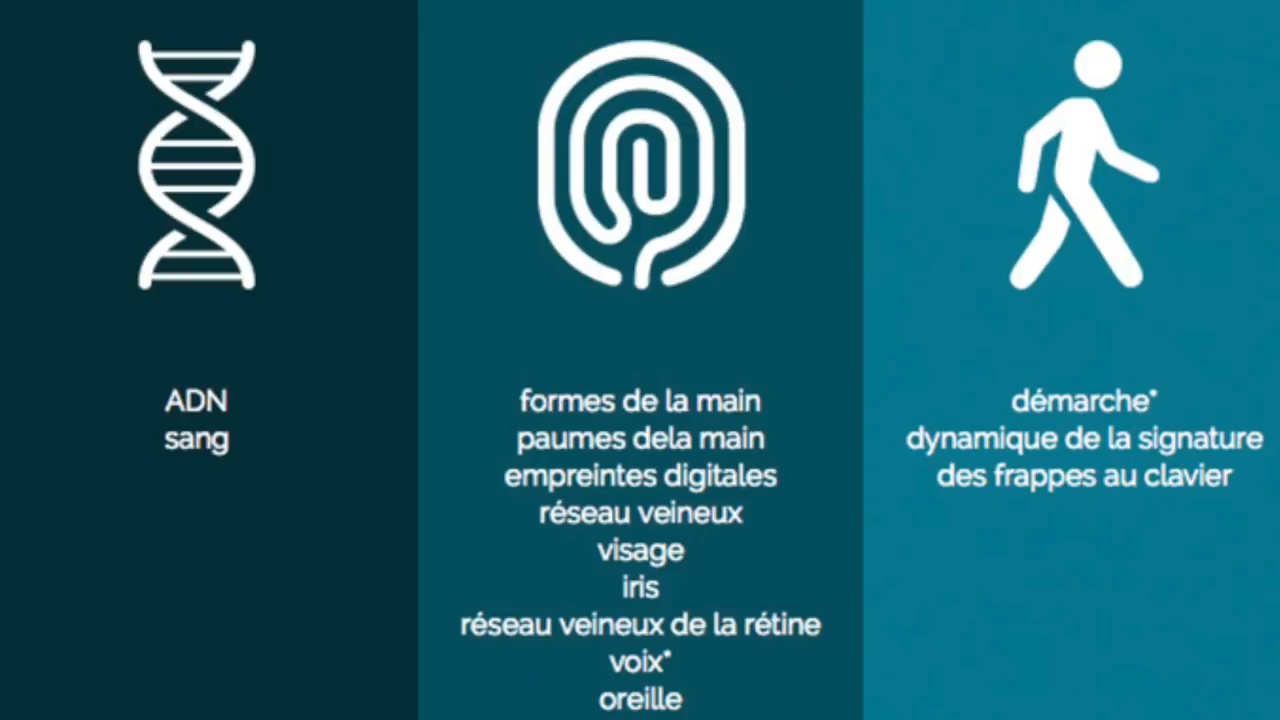 ADN
sang
formes de la main
paumes dela main
empreintes digitales
réseau veineux
visage
iris
réseau veineux de la rétine
voix*
oreille
démarche*
dynamique de la signature
des frappes au clavier